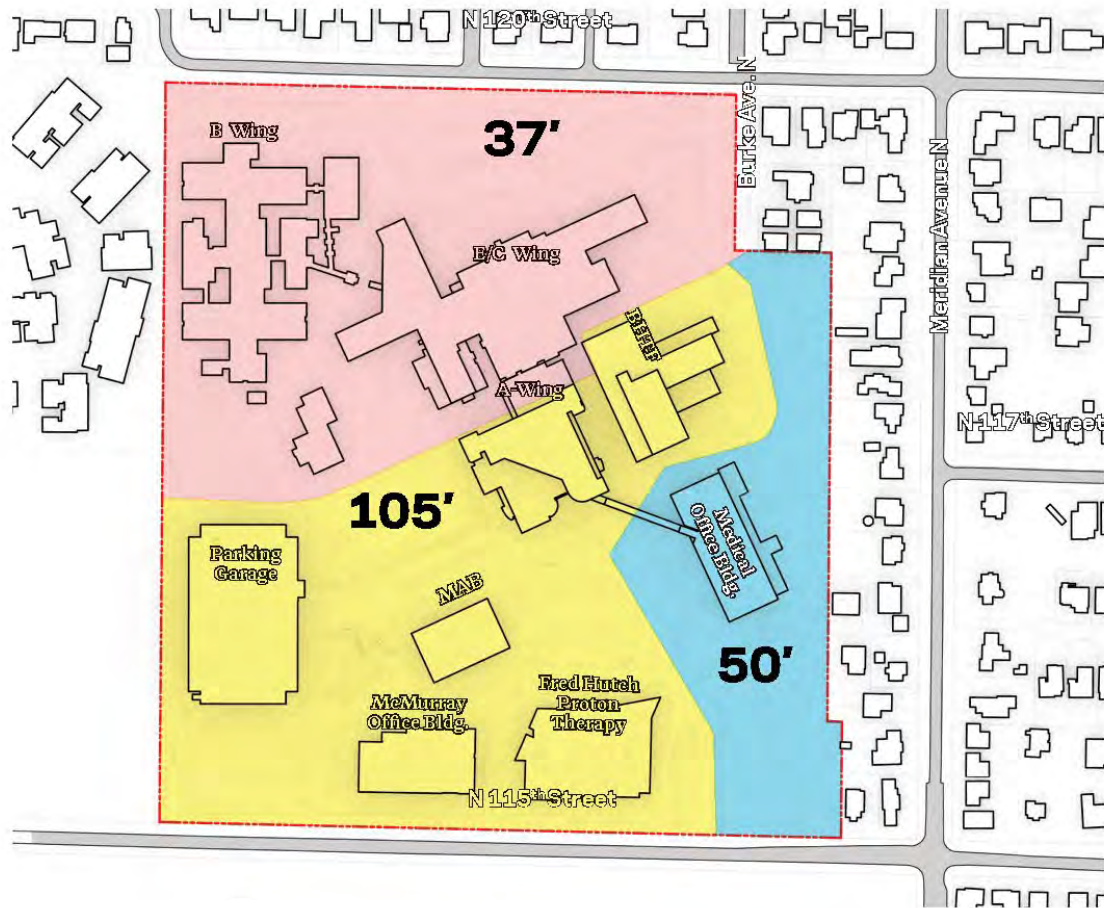 N 120th Street
Burke Ave. N
B Wing
37'
Meridian Avenue N
E/C Wing
A-Wing
N 117th Street
105'
Medical
Office Bldg.
Parking
Garage
MAB
50'
Fred Hutch
Proton
Therapy
McMurray
Office Bldg.
N 115th Street